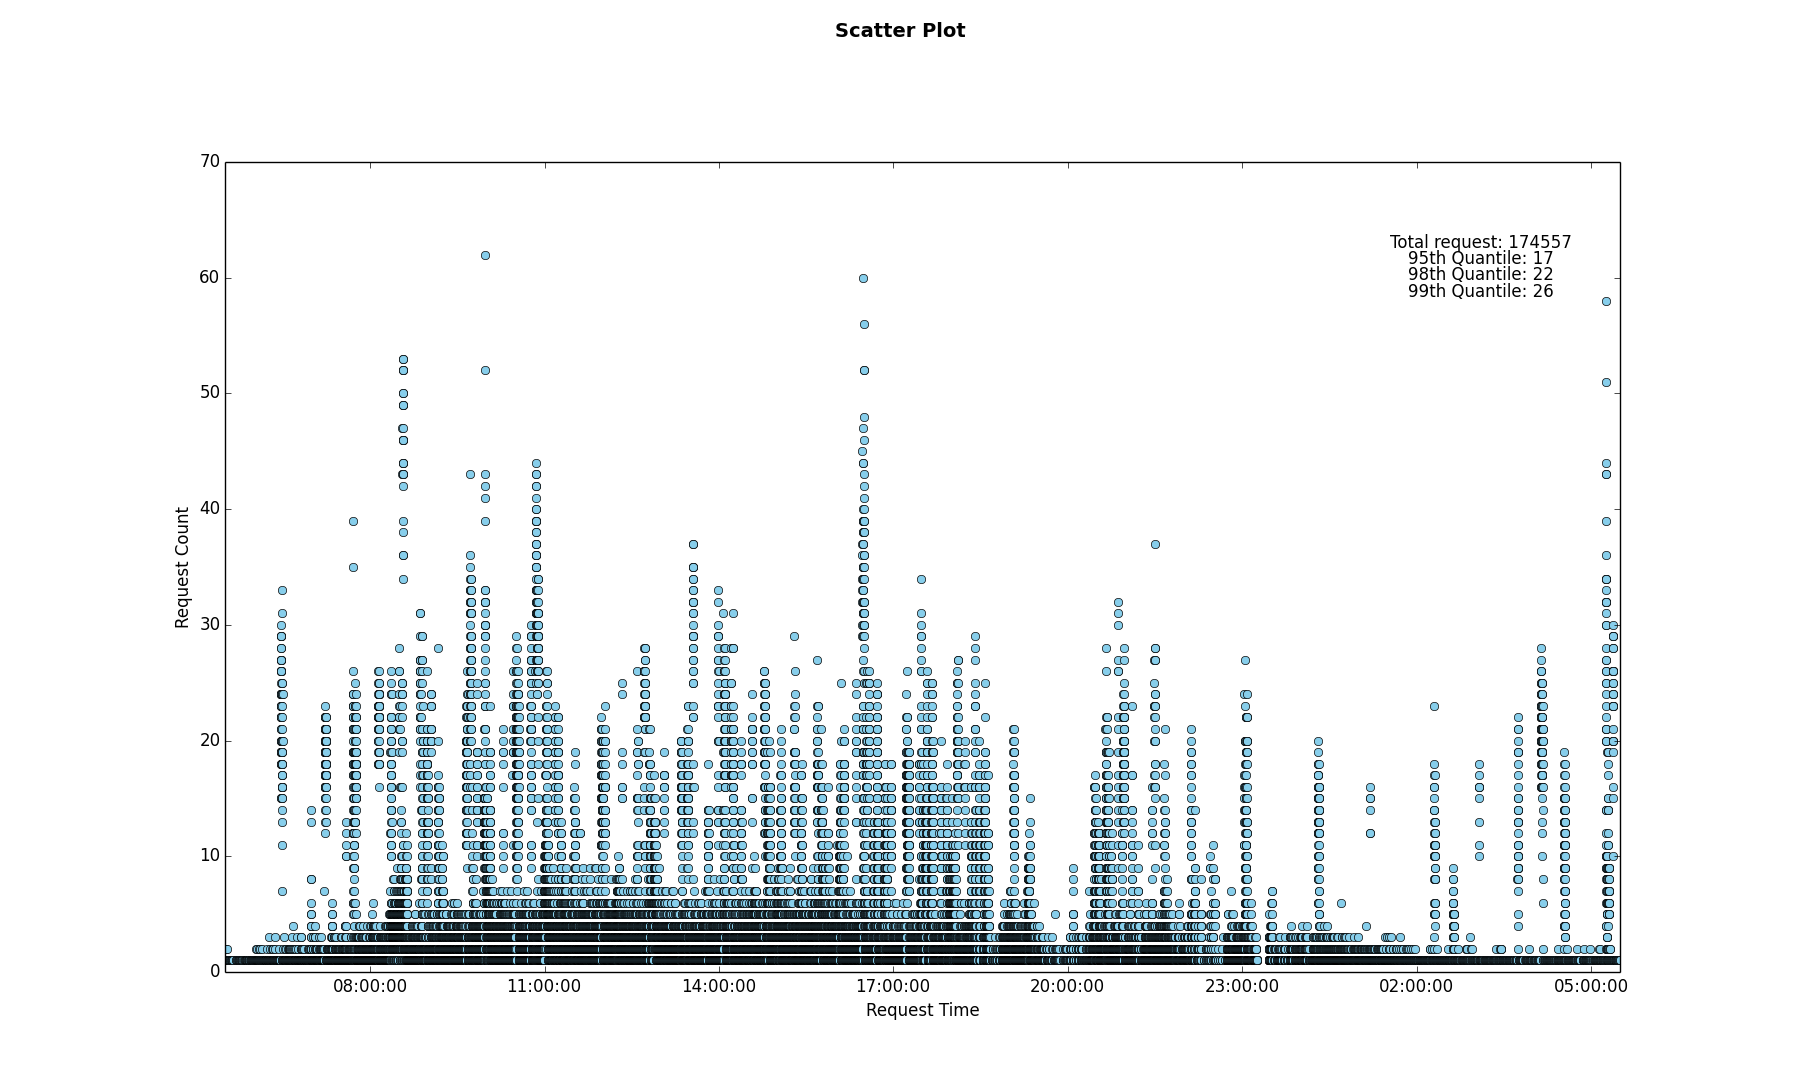 Scatter Plot
70
60
50
40
30
20
10
0
Request Count
Total request: 174557
95th Quantile: 17
98th Quantile: 22
99th Quantile: 26
08:00:00 11:00:00 14:00:00 17:00:00 20:00:00 23:00:00 02:00:00 05:00:00
Request Time